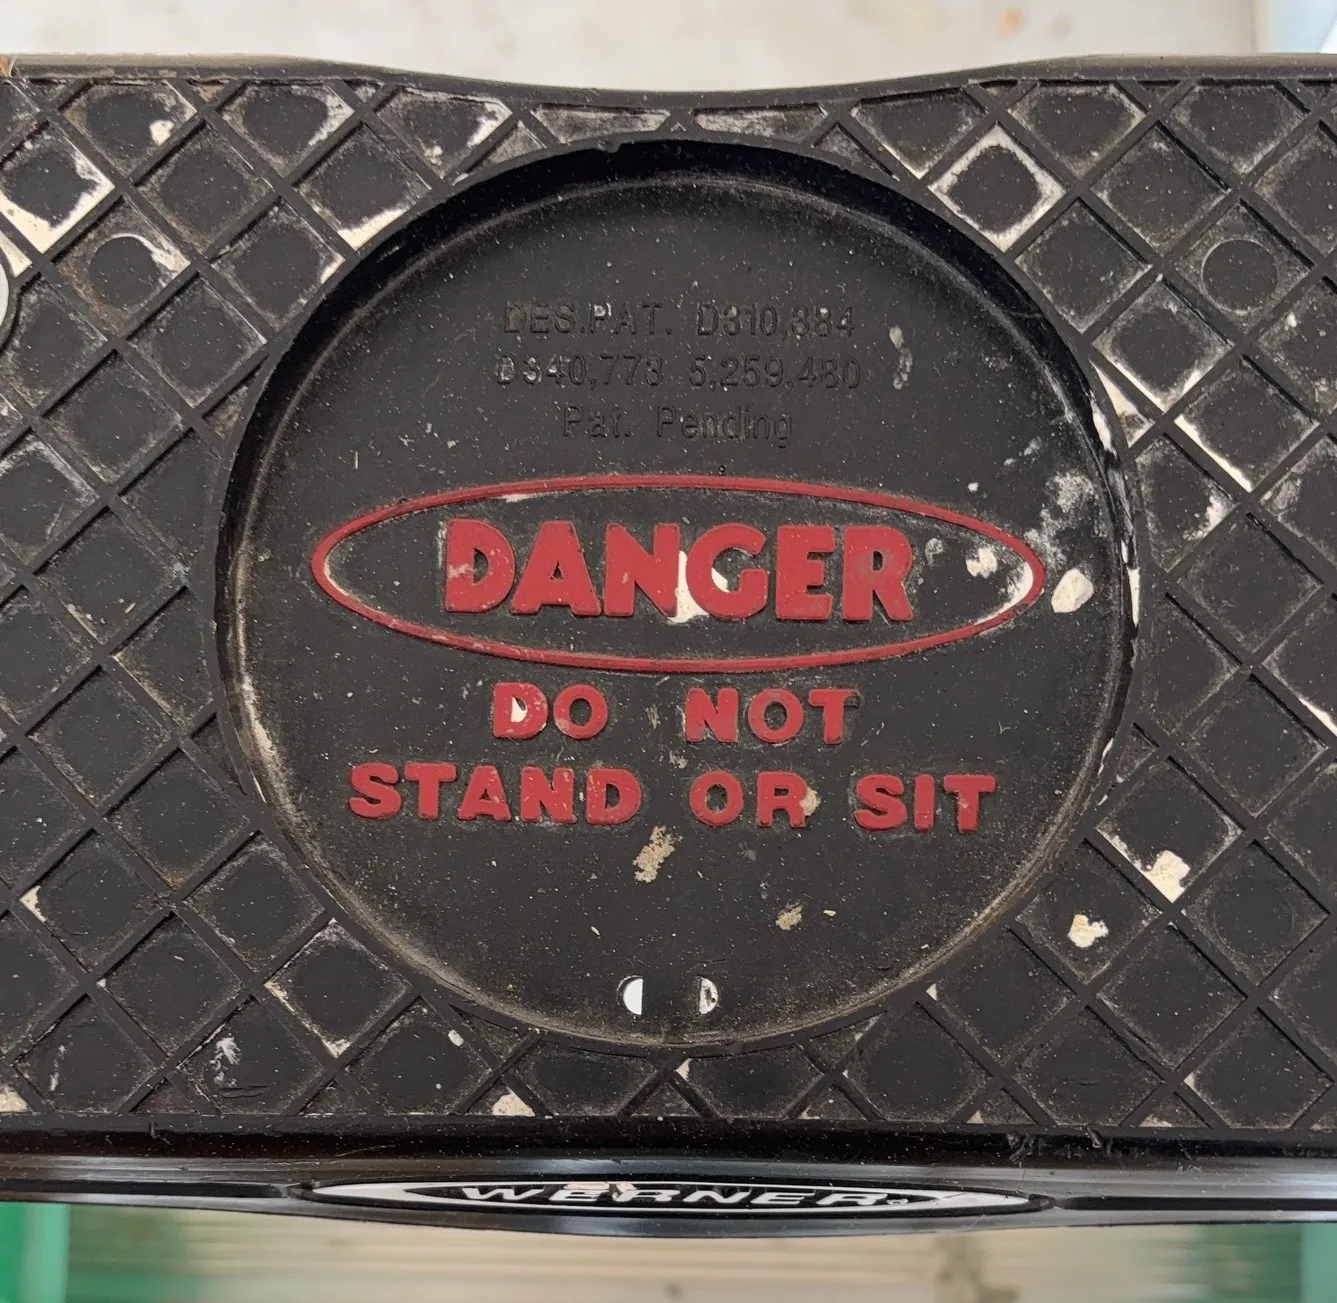 DES.PAT. D310,884
D340,773 5,259,480
Pat. Pending
DANGER
DO NOT
STAND OR SIT
WERNER